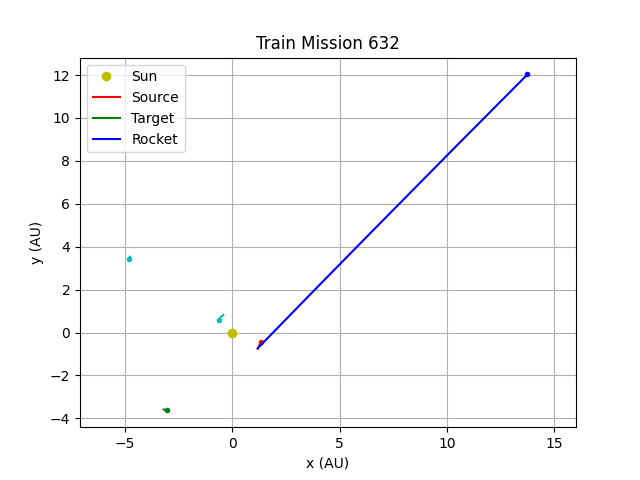 Train Mission 632
Sun
Source
Target
Rocket
12
10
8
6
4
2
0
−2
−4
y (AU)
−5
0
5
10
15
x (AU)